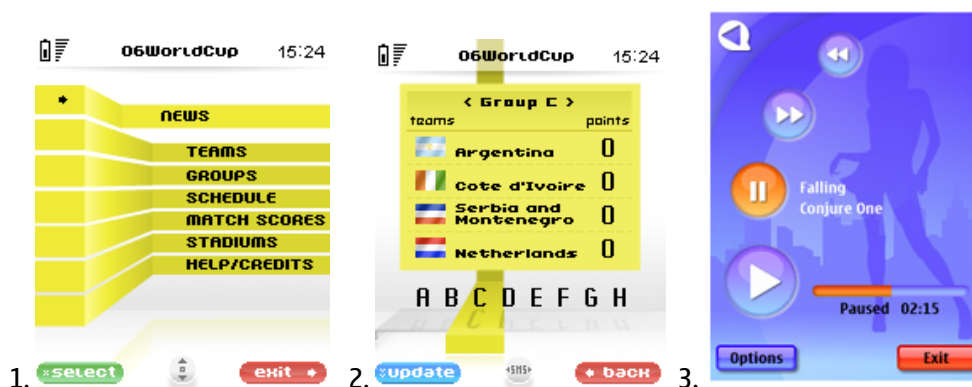 06WorldCup 15:24
NEWS
TEAMS
GROUPS
SCHEDULE
MATCH SCORES
STADIUMS
HELP/CREDITS
1. select exit
06WorldCup 15:24
< Group C >
teams points
Argentina 0
Cote d'Ivoire 0
Serbia and
Montenegro 0
Netherlands 0
A B C D E F G H
2. update <SMS> back
Falling
Conjure One
Paused 02:15
Options Exit
3.